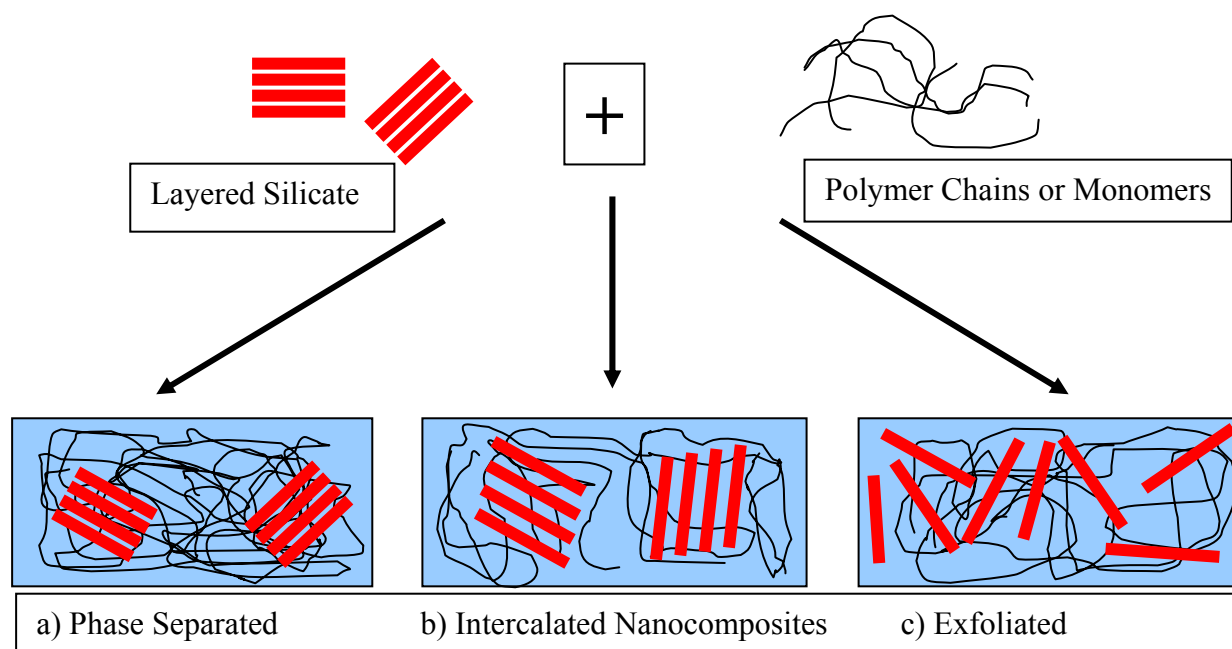 +
Layered Silicate
Polymer Chains or Monomers
a) Phase Separated b) Intercalated Nanocomposites c) Exfoliated